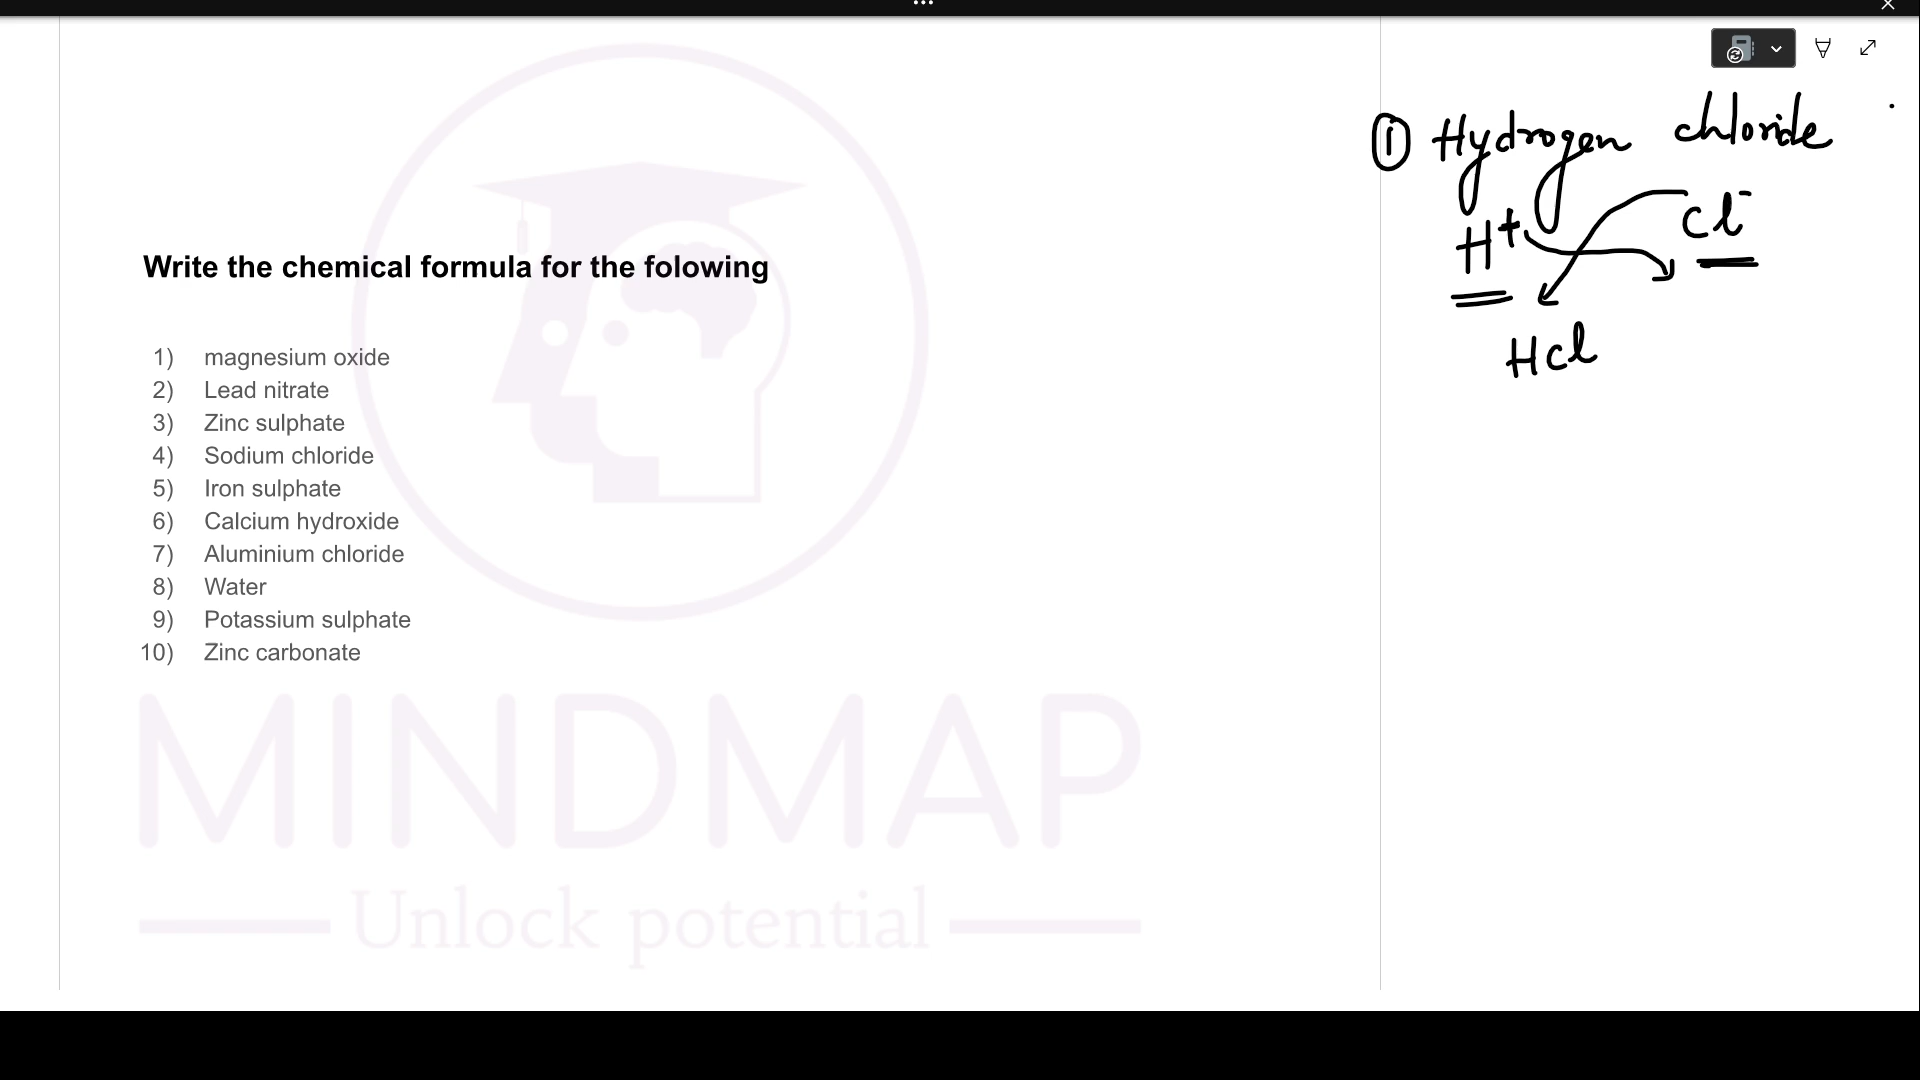 Write the chemical formula for the folowing
1) magnesium oxide
2) Lead nitrate
3) Zinc sulphate
4) Sodium chloride
5) Iron sulphate
6) Calcium hydroxide
7) Aluminium chloride
8) Water
9) Potassium sulphate
10) Zinc carbonate
MINDMAP
Unlock potential
① Hydrogen chloride
H⁺ Cl⁻
HCl